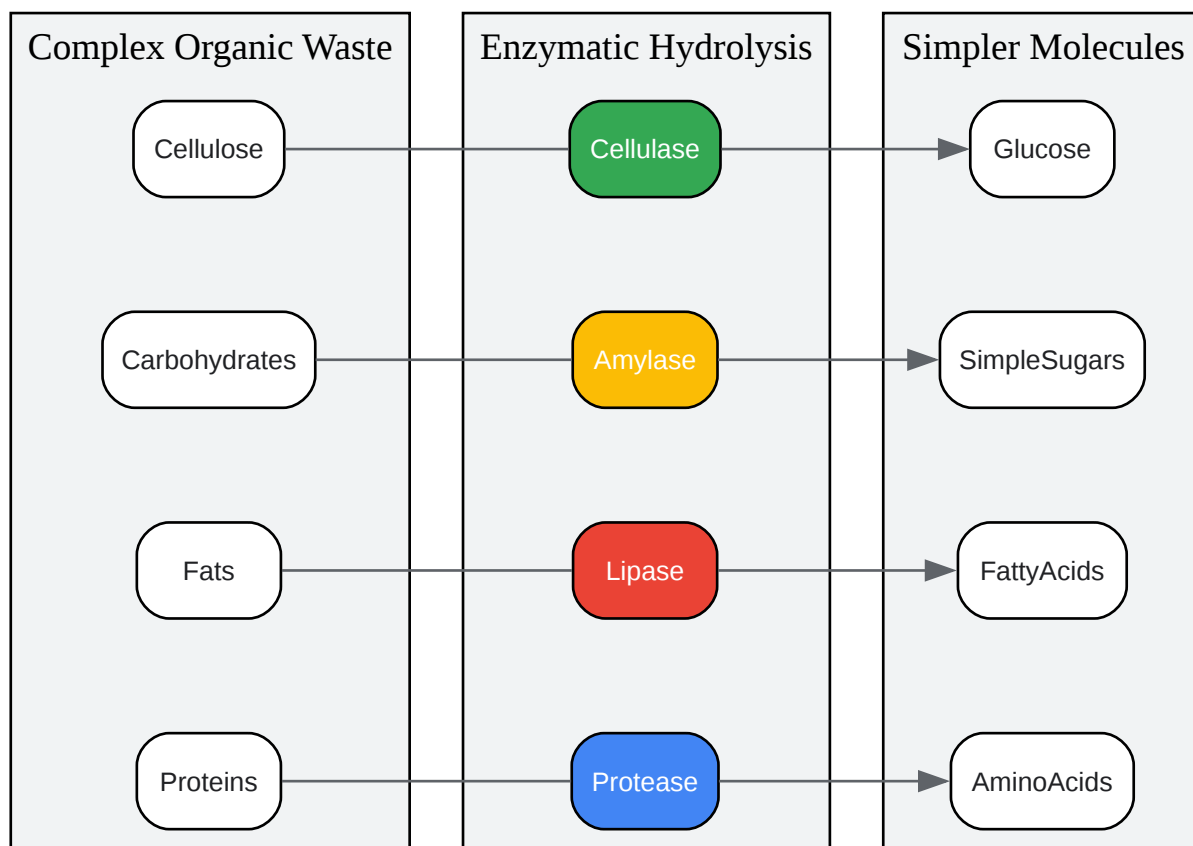 Complex Organic Waste
Enzymatic Hydrolysis
Simpler Molecules
Cellulose
Cellulase
Glucose
Carbohydrates
Amylase
SimpleSugars
Fats
Lipase
FattyAcids
Proteins
Protease
AminoAcids